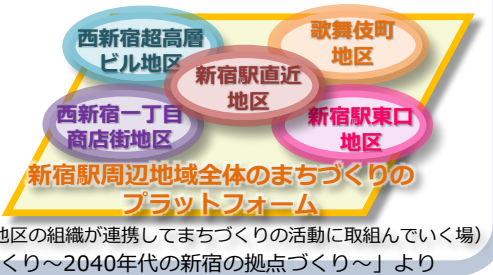 西新宿超高層
ビル地区
歌舞伎町
地区
新宿駅直近
地区
西新宿一丁目
商店街地区
新宿駅東口
地区
新宿駅周辺地域全体のまちづくりの
プラットフォーム
地区の組織が連携してまちづくりの活動に取組んでいく場)
くり~2040年代の新宿の拠点づくり~」より